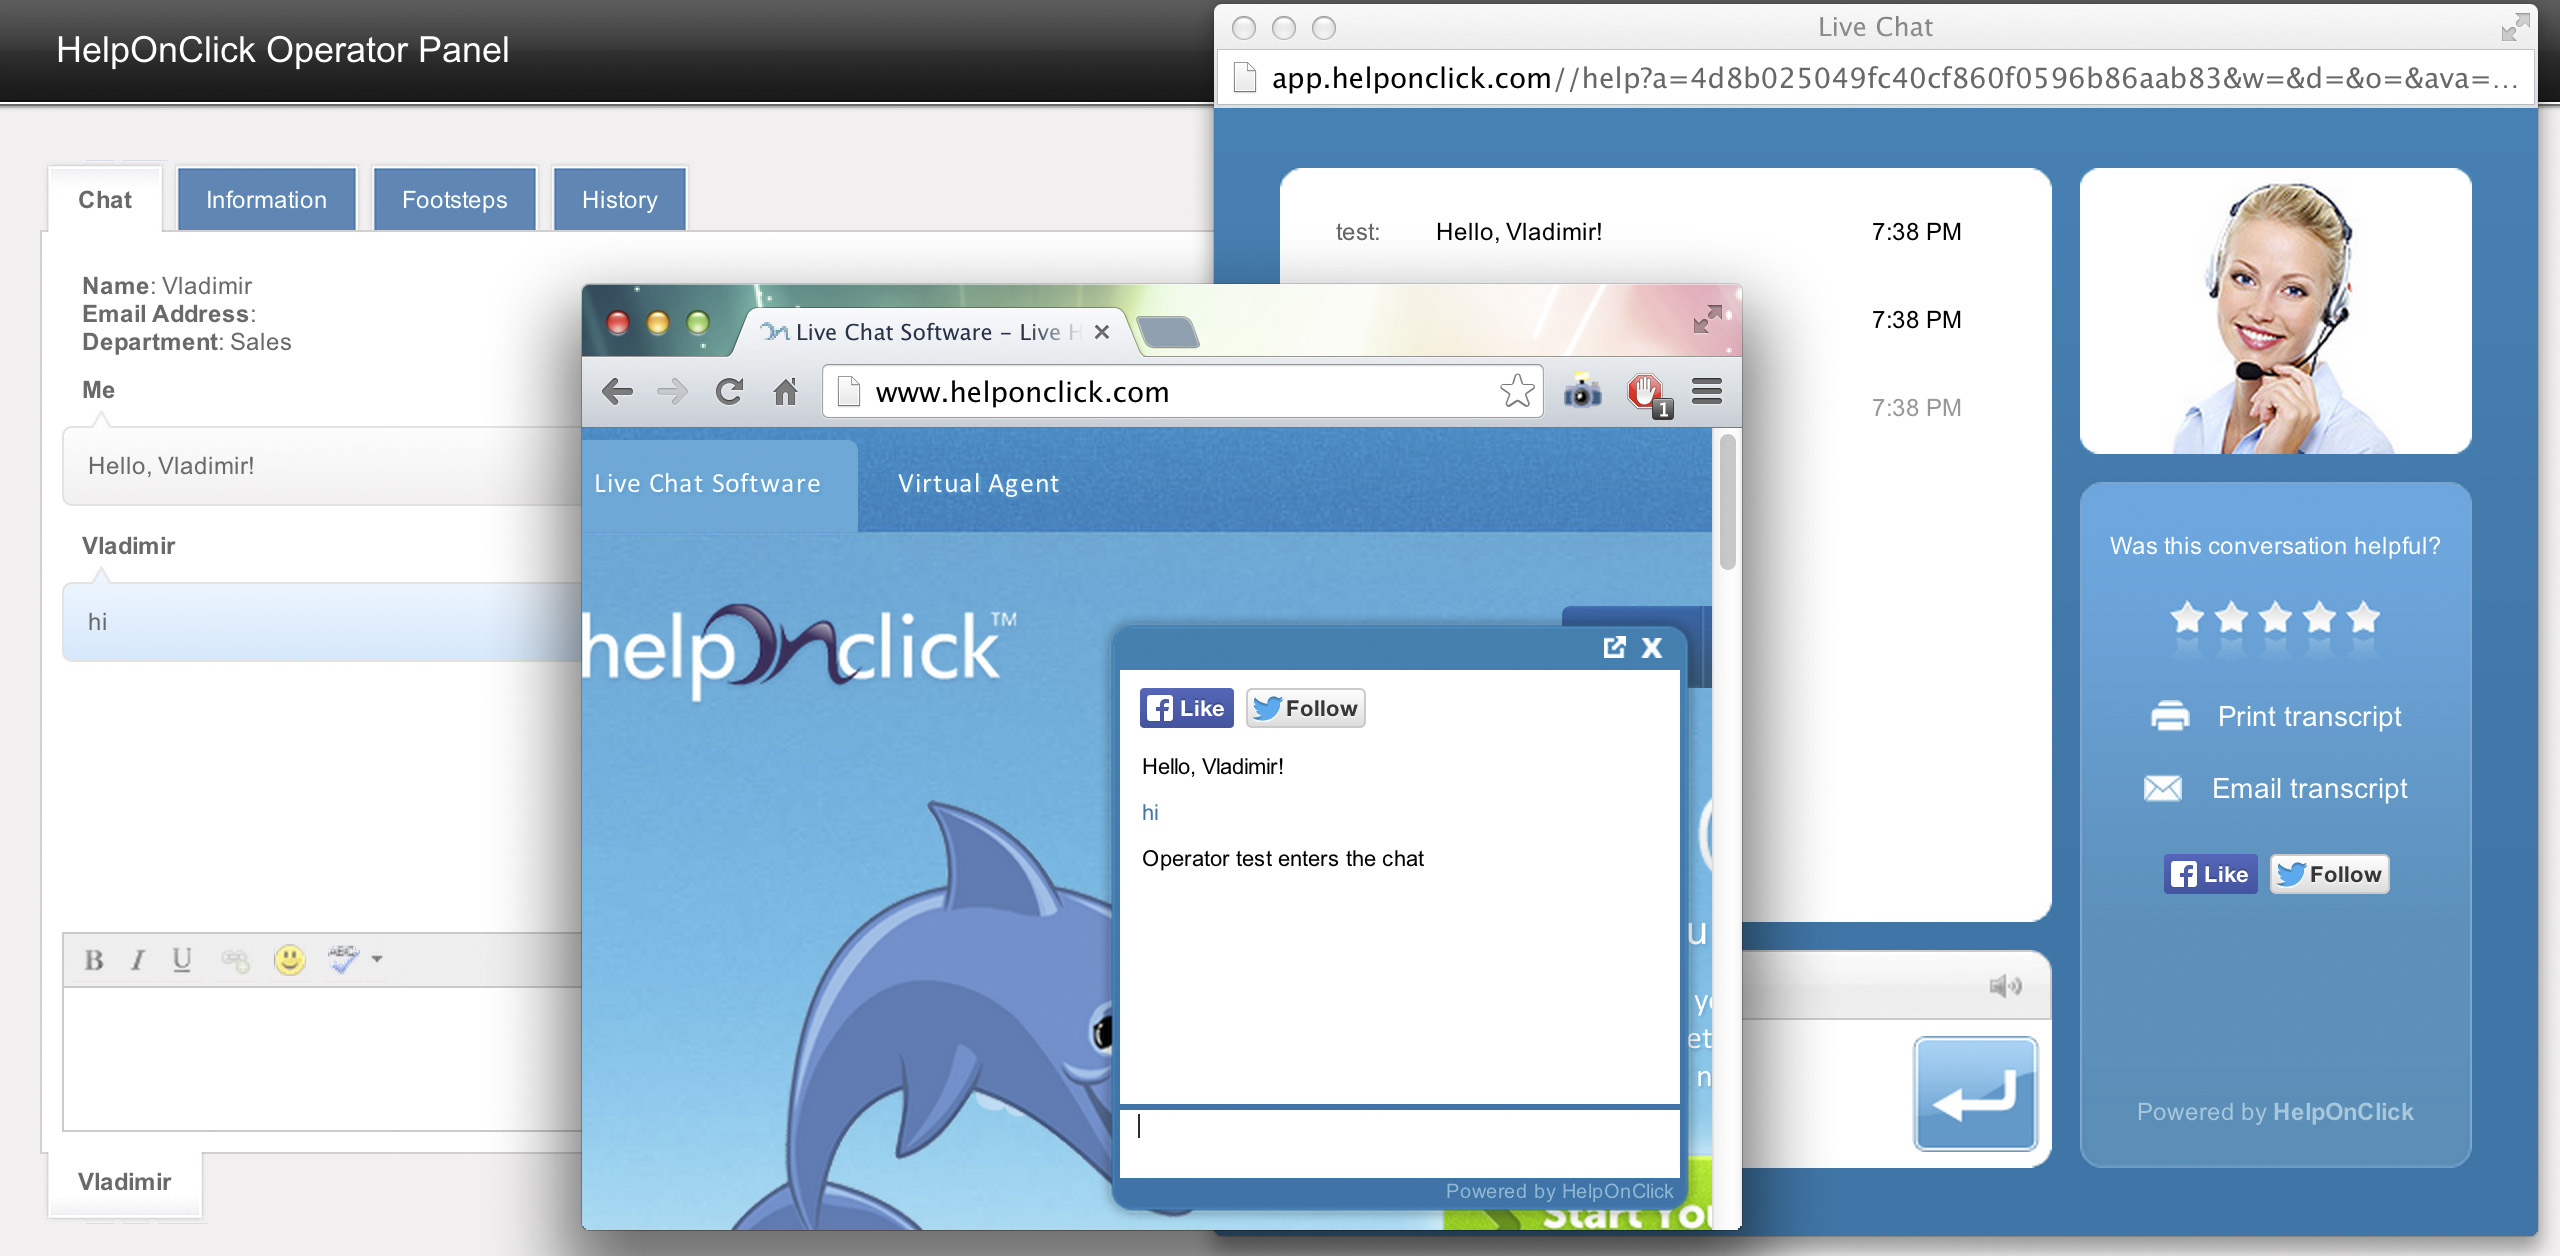 HelpOnClick Operator Panel
Chat
Information
Footsteps
History
Name: Vladimir
Email Address:
Department: Sales
Me
Hello, Vladimir!
Vladimir
hi
B I U ABC
Vladimir
Live Chat
app.helponclick.com//help?a=4d8b025049fc40cf860f0596b86aab83&w=&d=&o=&ava=...
test: Hello, Vladimir! 7:38 PM
7:38 PM
7:38 PM
Was this conversation helpful?
Print transcript
Email transcript
Like Follow
Powered by HelpOnClick
Live Chat Software – Live H
www.helponclick.com
1
Live Chat Software
Virtual Agent
helpOnclick™
X
Like Follow
Hello, Vladimir!
hi
Operator test enters the chat
Powered by HelpOnClick
Start You